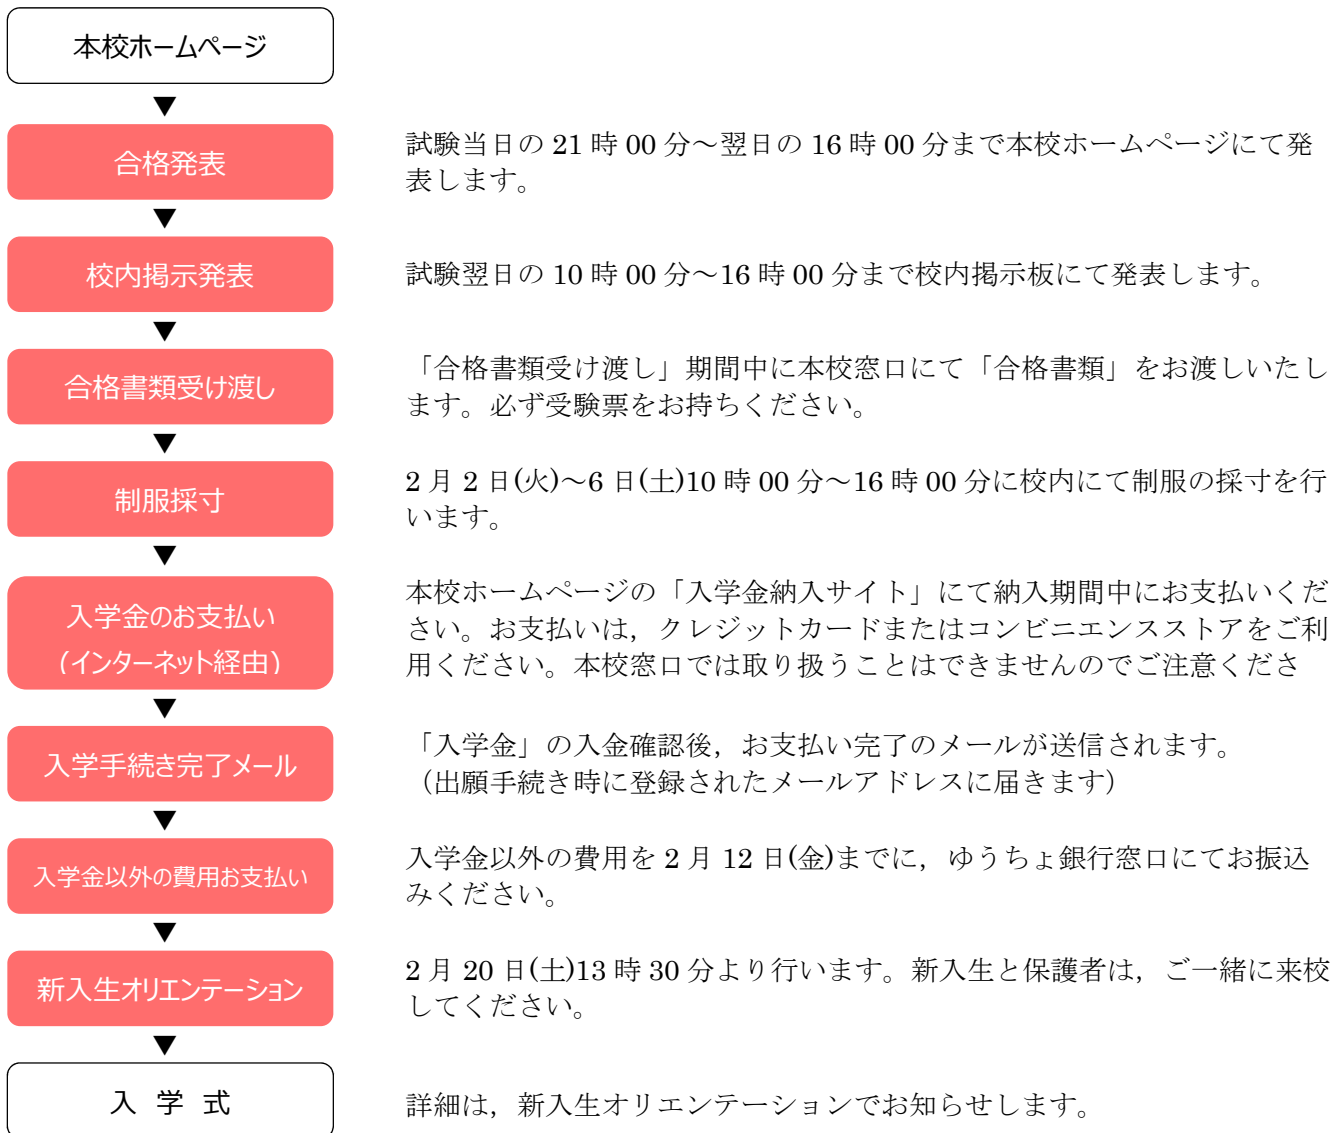 本校ホームページ
▼
合格発表
試験当日の 21 時 00 分～翌日の 16 時 00 分まで本校ホームページにて発
表します。
▼
校内掲示発表
試験翌日の 10 時 00 分～16 時 00 分まで校内掲示板にて発表します。
▼
合格書類受け渡し
「合格書類受け渡し」期間中に本校窓口にて「合格書類」をお渡しいたし
ます。必ず受験票をお持ちください。
▼
制服採寸
2 月 2 日(火)～6 日(土)10 時 00 分～16 時 00 分に校内にて制服の採寸を行
います。
▼
入学金のお支払い
（インターネット経由）
本校ホームページの「入学金納入サイト」にて納入期間中にお支払いくだ
さい。お支払いは，クレジットカードまたはコンビニエンスストアをご利
用ください。本校窓口では取り扱うことはできませんのでご注意くださ
▼
入学手続き完了メール
「入学金」の入金確認後，お支払い完了のメールが送信されます。
（出願手続き時に登録されたメールアドレスに届きます）
▼
入学金以外の費用お支払い
入学金以外の費用を 2 月 12 日(金)までに，ゆうちょ銀行窓口にてお振込
みください。
▼
新入生オリエンテーション
2 月 20 日(土)13 時 30 分より行います。新入生と保護者は，ご一緒に来校
してください。
▼
入 学 式
詳細は，新入生オリエンテーションでお知らせします。